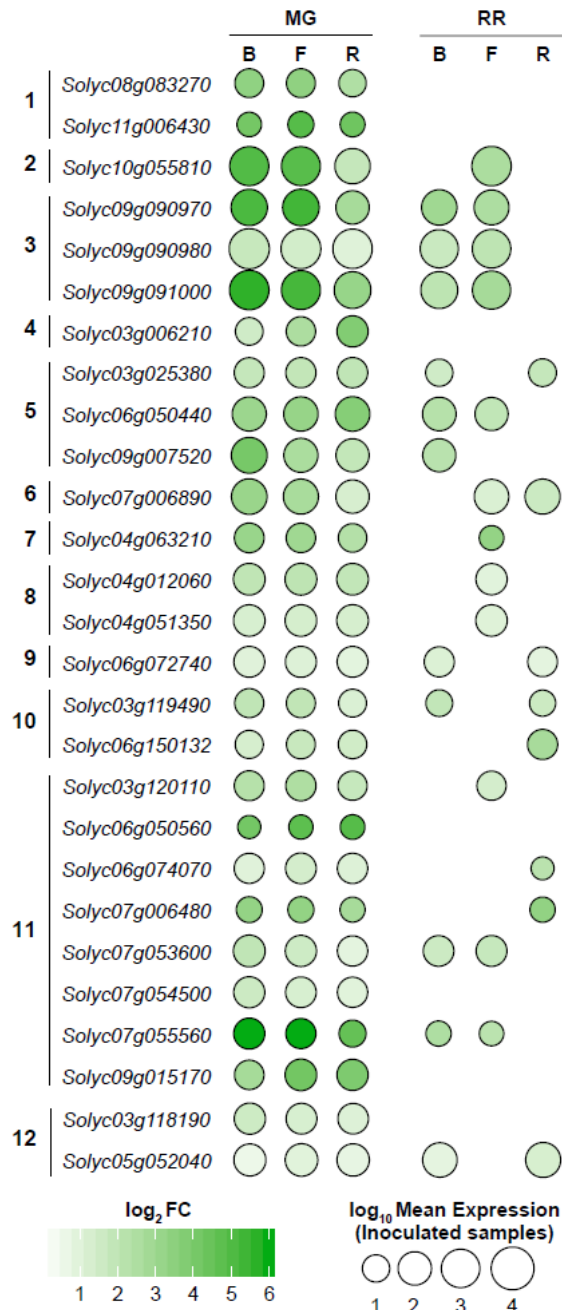 MG RR
B F R B F R
1
Solyc08g083270
Solyc11g006430
2 Solyc10g055810
Solyc09g090970
3 Solyc09g090980
Solyc09g091000
4 Solyc03g006210
Solyc03g025380
5 Solyc06g050440
Solyc09g007520
6 Solyc07g006890
7 Solyc04g063210
8
Solyc04g012060
Solyc04g051350
9 Solyc06g072740
10
Solyc03g119490
Solyc06g150132
Solyc03g120110
Solyc06g050560
Solyc06g074070
11
Solyc07g006480
Solyc07g053600
Solyc07g054500
Solyc07g055560
Solyc09g015170
12
Solyc03g118190
Solyc05g052040
log2 FC
1 2 3 4 5 6
log10 Mean Expression
(Inoculated samples)
1 2 3 4